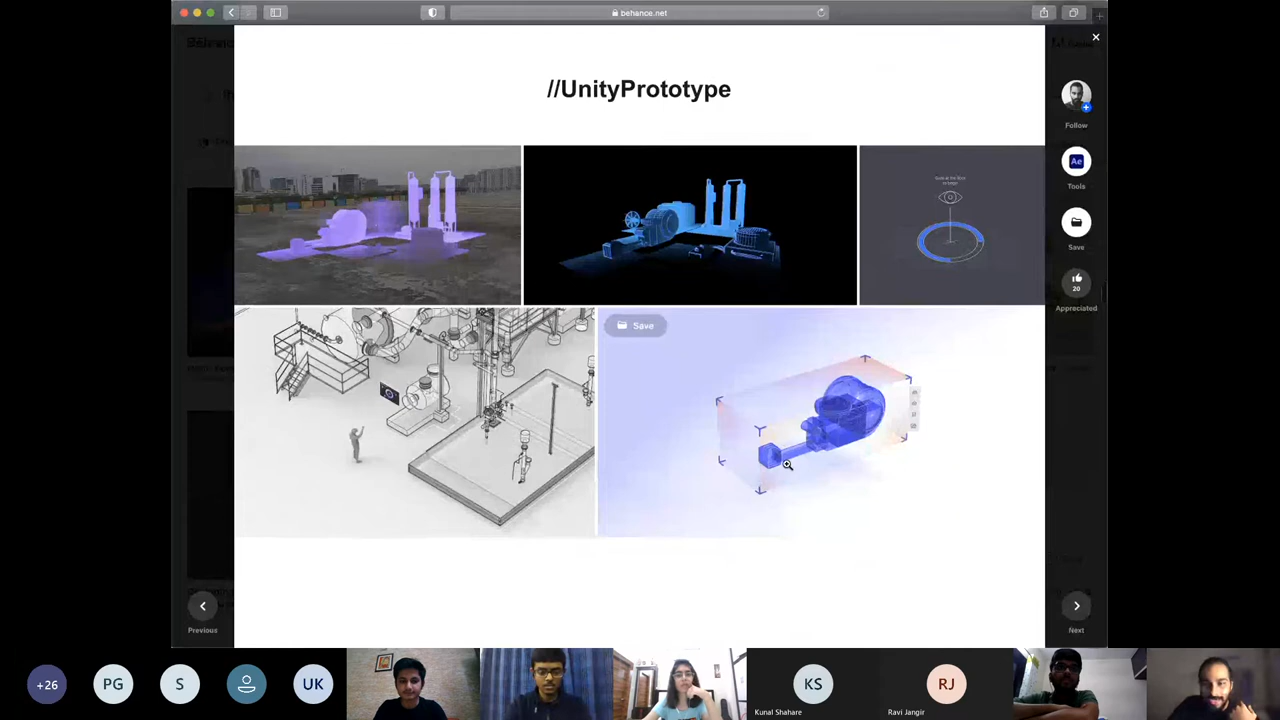 behance.net
//UnityPrototype
Follow
Ae
Tools
Save
20
Appreciated
Save
Previous
Next
+26
PG
S
UK
KS
Kunal Shahare
RJ
Ravi Jangir